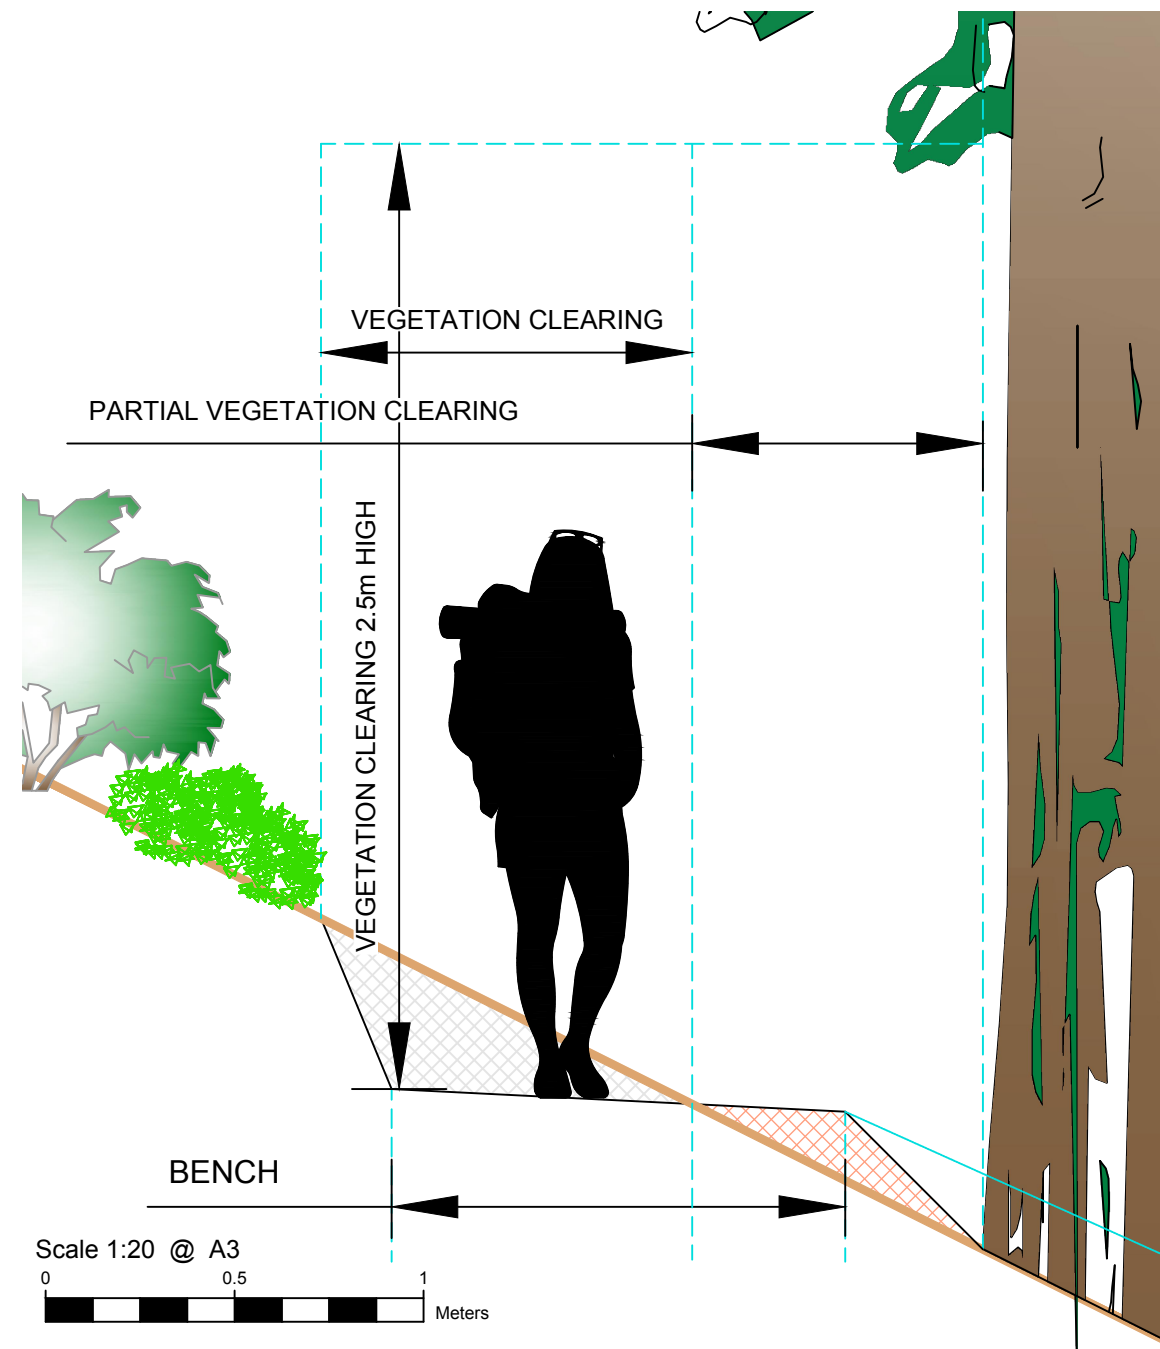 VEGETATION CLEARING
PARTIAL VEGETATION CLEARING
VEGETATION CLEARING 2.5m HIGH
BENCH
Scale 1:20 @ A3
0 0.5 1
Meters